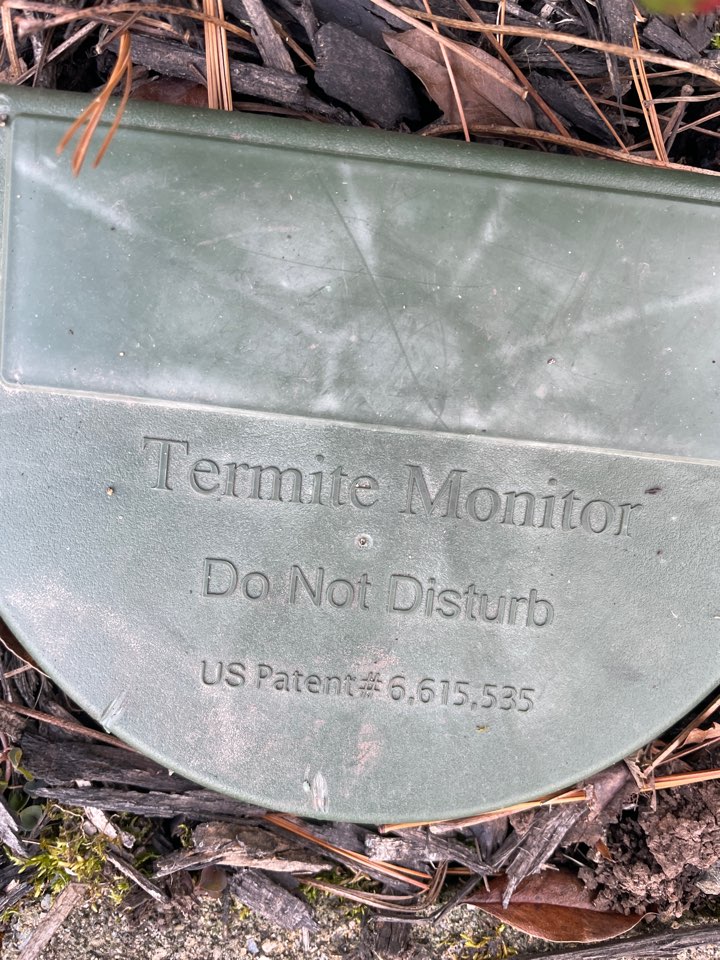 Termite Monitor
Do Not Disturb
US Patent# 6,615,535